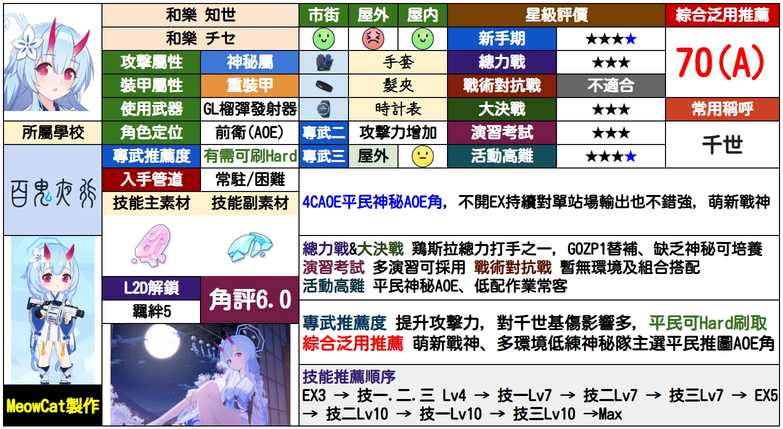 和樂 知世
市街 屋外 屋內
星級評價
綜合泛用推薦
和樂 チセ
新手期 ★★★★
70(A)
攻擊屬性 神秘屬
手套
總力戰 ★★★
裝甲屬性 重裝甲
髮夾
戰術對抗戰 不適合
使用武器 GL榴彈發射器
時計表
大決戰 ★★★
常用稱呼
所屬學校
角色定位 前衛(AOE)
專武二 攻擊力增加
演習考試 ★★★
千世
百鬼夜行
專武推薦度 有需可刷Hard
專武三 屋外
活動高難 ★★★★
入手管道 常駐/困難
技能主素材 技能副素材
4CAOE平民神秘AOE角, 不開EX持續對單站場輸出也不錯強, 萌新戰神
總力戰&大決戰 鶏斯拉總力打手之一, GOZP1替補、缺乏神秘可培養
演習考試 多演習可採用 戰術對抗戰 暫無環境及組合搭配
活動高難 平民神秘AOE、低配作業常客
L2D解鎖
羈絆5
角評6.0
專武推薦度 提升攻擊力, 對千世基傷影響多, 平民可Hard刷取
綜合泛用推薦 萌新戰神、多環境低練神秘隊主選平民推圖AOE角
技能推薦順序
EX3 → 技一.二.三 Lv4 → 技一Lv7 → 技二Lv7 → 技三Lv7 → EX5
→ 技二Lv10 → 技一Lv10 → 技三Lv10 →Max
MeowCat製作